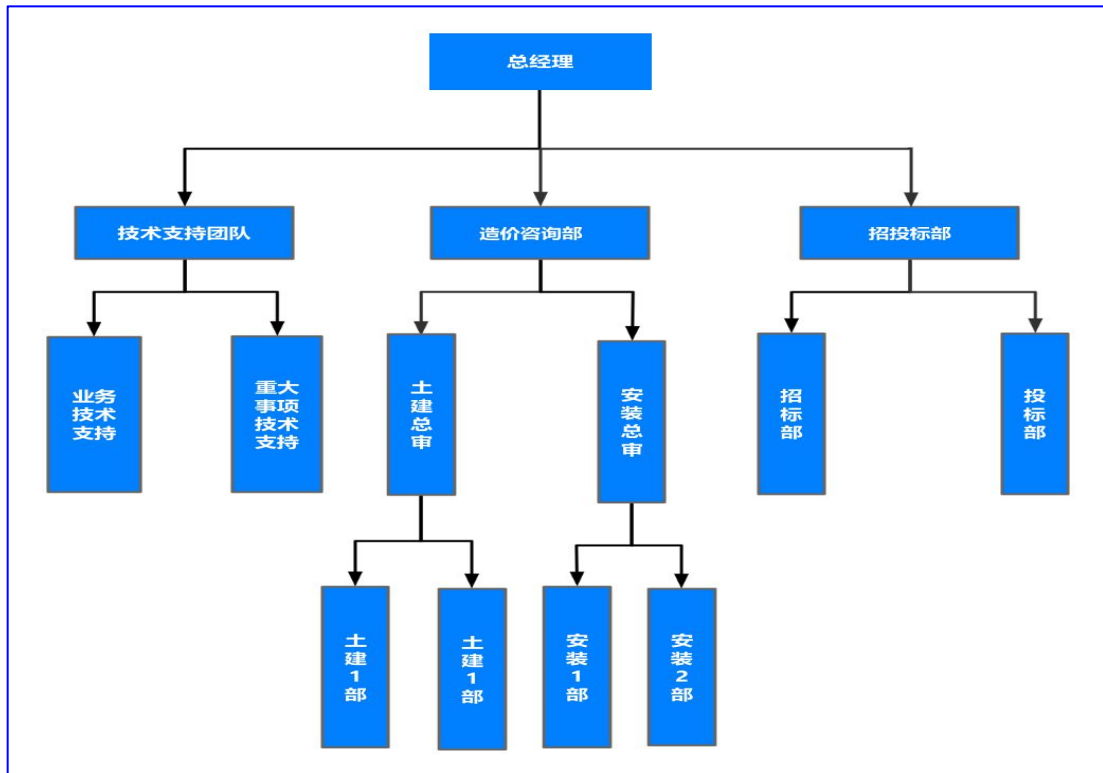 总经理
技术支持团队
造价咨询部
招投标部
业务
技术
支持
重大
事项
技术
支持
土建总审
安装总审
招标部
投标部
土建1部
土建1部
安装1部
安装2部